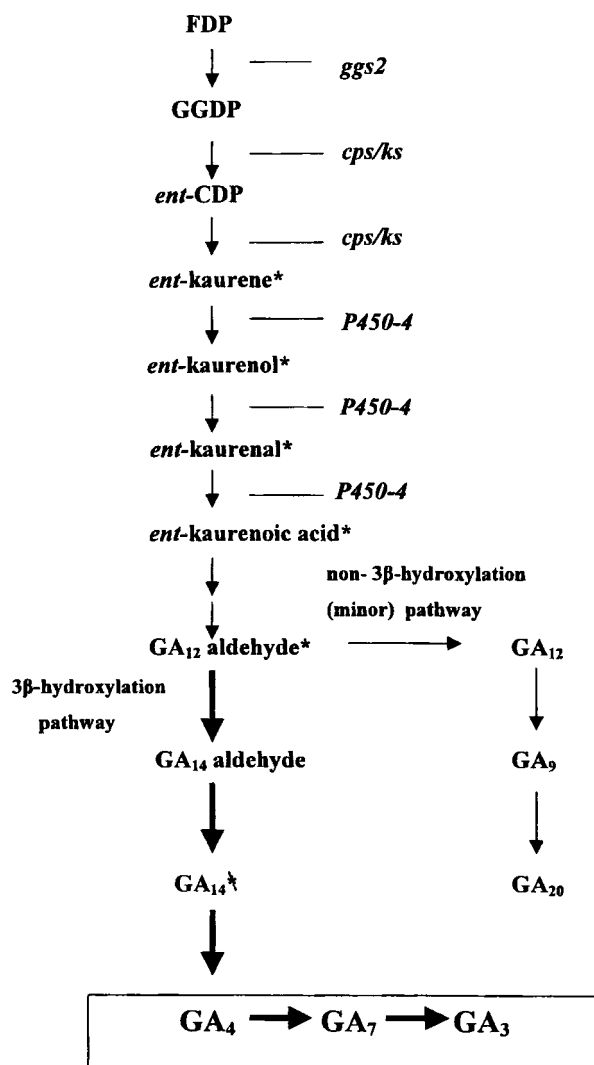 FDP
ggs2
GGDP
cps/ks
ent-CDP
cps/ks
ent-kaurene*
P450-4
ent-kaurenol*
P450-4
ent-kaurenal*
P450-4
ent-kaurenoic acid*
non- 3β-hydroxylation
(minor) pathway
GA₁₂ aldehyde*
GA₁₂
3β-hydroxylation
pathway
GA₁₄ aldehyde
GA₉
GA₁₄*
GA₂₀
GA₄ GA₇ GA₃